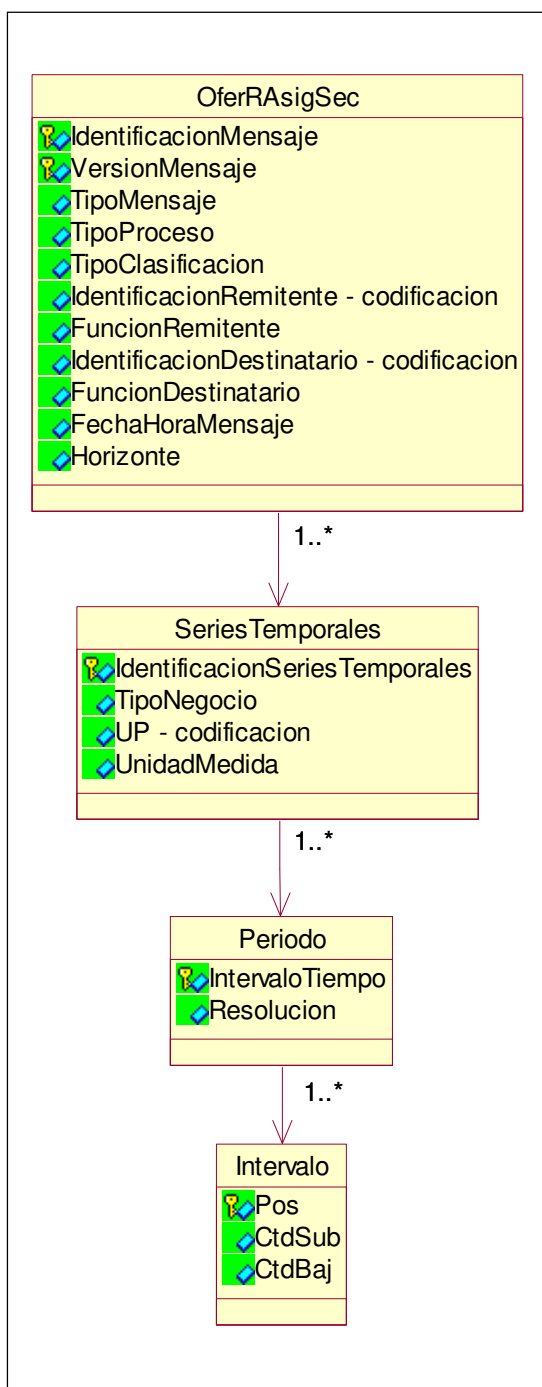 OferRAsigSec
IdentificacionMensaje
VersionMensaje
TipoMensaje
TipoProceso
TipoClasificacion
IdentificacionRemitente - codificacion
FuncionRemitente
IdentificacionDestinatario - codificacion
FuncionDestinatario
FechaHoraMensaje
Horizonte
1..*
SeriesTemporales
IdentificacionSeriesTemporales
TipoNegocio
UP - codificacion
UnidadMedida
1..*
Periodo
IntervaloTiempo
Resolucion
1..*
Intervalo
Pos
CtdSub
CtdBaj